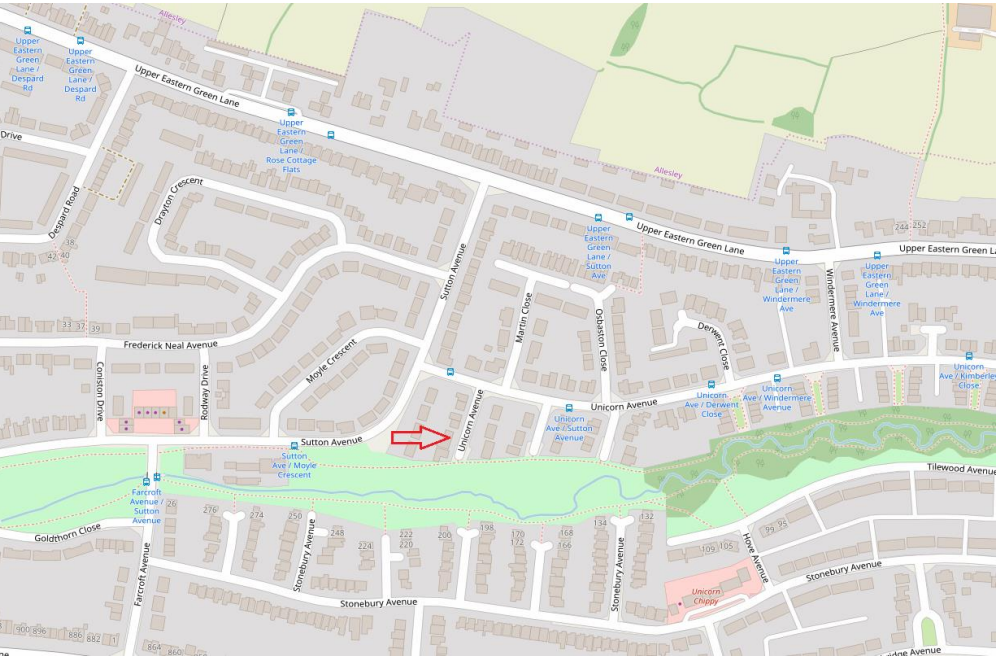 Allesley
Upper
Eastern
Green
Lane /
Despard
Rd
Upper
Eastern
Green
Lane /
Despard
Rd
Upper Eastern Green Lane
Upper
Eastern
Green
Lane /
Rose Cottage
Flats
Drive
Allesley
Drayton Crescent
Despard Road
Upper
Eastern
Green
Lane /
Sutton
Ave
Upper Eastern Green Lane
244
252
Upper Eastern Green La
38
42
40
Sutton Avenue
Upper
Eastern
Green
Lane /
Windermere
Ave
Windermere Avenue
Upper
Eastern
Green
Lane /
Windermere
Ave
Martin Close
Osbaston Close
Derwent Close
33
37
39
Frederick Neal Avenue
Moyle Crescent
Coniston Drive
Rodway Drive
Unicorn Avenue
Unicorn Avenue
Unicorn
Ave / Sutton
Avenue
Unicorn
Ave / Derwent
Close
Unicorn
Ave / Windermere
Avenue
Unicorn
Ave / Kimberley
Close
Sutton Avenue
Sutton
Ave / Moyle
Crescent
Tilewood Avenue
Farcroft
Avenue /
Sutton
Avenue
26
276
274
250
248
Goldthorn Close
224
222
220
200
198
170
172
168
166
134
132
99
95
109
105
Hove Avenue
Stonebury Avenue
Stonebury Avenue
Stonebury Avenue
Stonebury Avenue
Farcroft Avenue
Unicorn
Chippy
900
896
886
882
1
864
860
idge Avenue